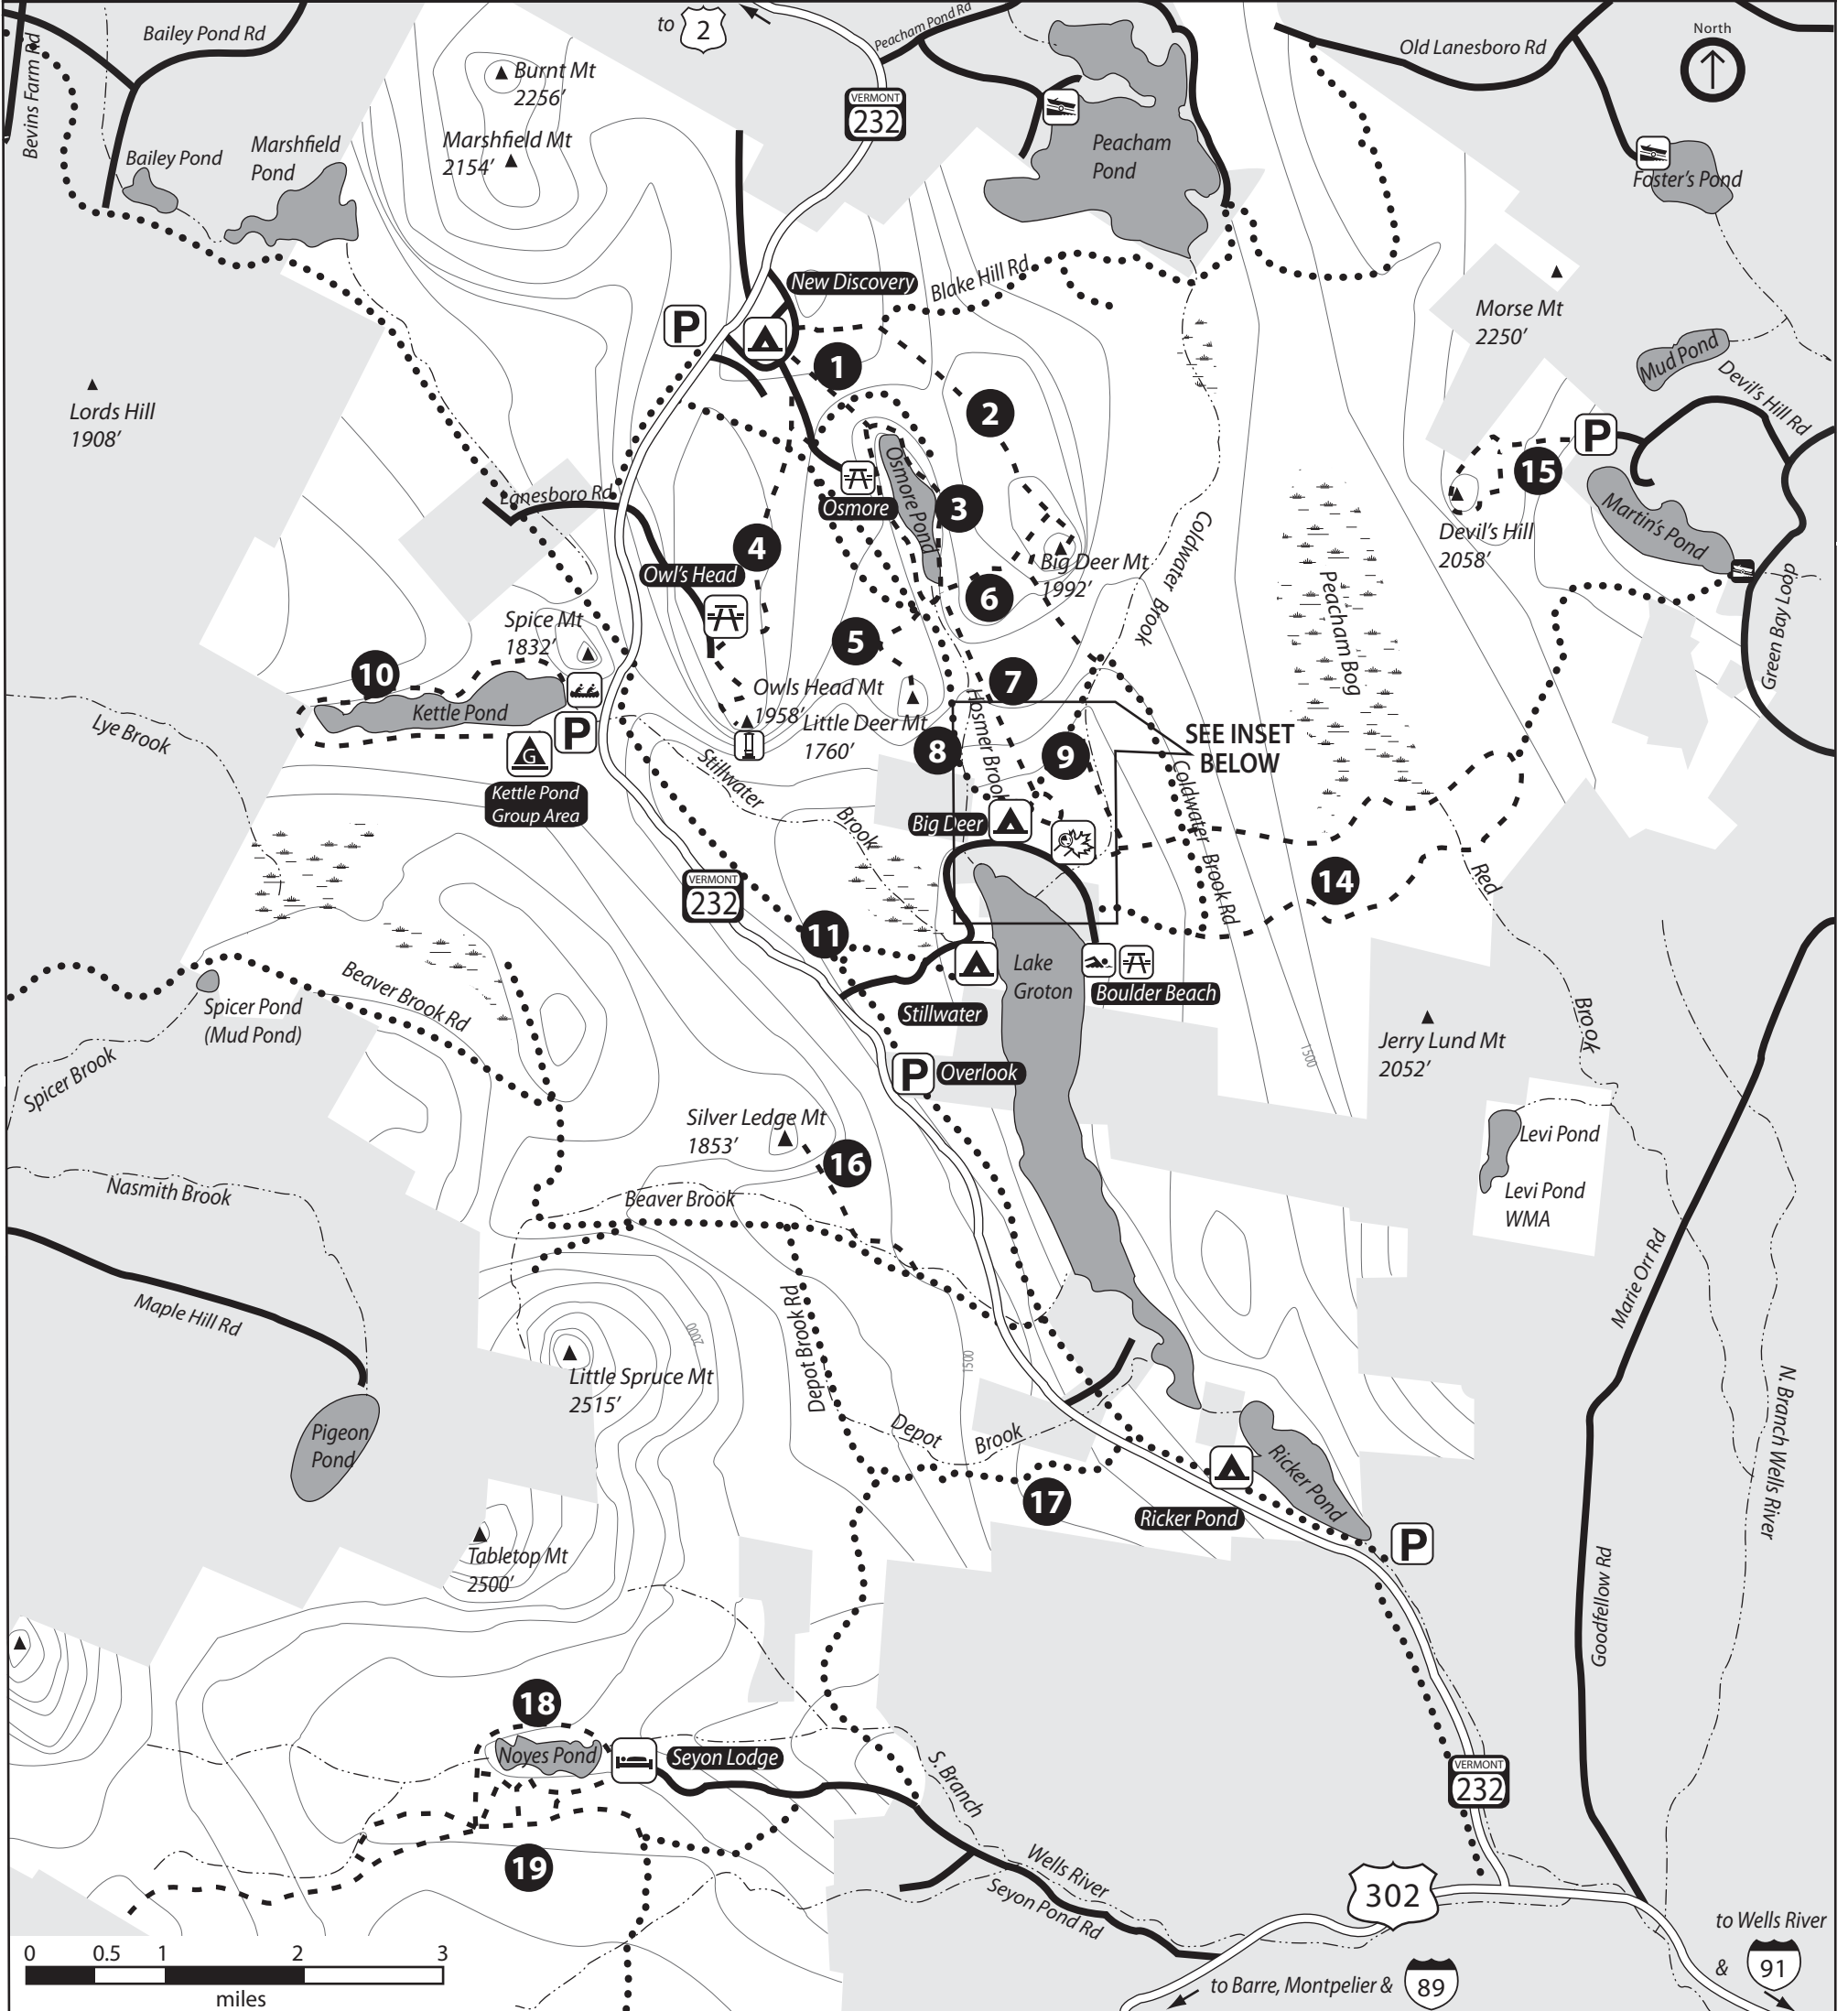 to
2
Peacham Pond Rd
Bailey Pond Rd
Bevins Farm Rd
Old Lanesboro Rd
North
Burnt Mt
2256'
VERMONT
232
Marshfield Mt
2154'
Marshfield
Pond
Bailey Pond
Peacham
Pond
Foster's Pond
New Discovery
Blake Hill Rd
P
Morse Mt
2250'
Mud Pond
Devil's Hill Rd
1
2
Lords Hill
1908'
P
15
Osmore Pond
Osmore
3
Lanesboro Rd
Devil's Hill
2058'
Martin's Pond
4
Owl's Head
Big Deer Mt
1992'
Coldwater
Brook
Peacham Bog
6
5
Spice Mt
1832'
Green Bay Loop
10
7
Kettle Pond
P
Owls Head Mt
1958'
Little Deer Mt
1760'
Hosmer Brook
Lye Brook
G
Kettle Pond
Group Area
8
9
SEE INSET
BELOW
Stillwater
Brook
Coldwater Brook Rd
Big Deer
VERMONT
232
14
Red
Brook
11
Lake
Groton
Boulder Beach
Stillwater
Beaver Brook Rd
Spicer Pond
(Mud Pond)
Spicer Brook
P
Overlook
1500
Jerry Lund Mt
2052'
Silver Ledge Mt
1853'
16
Levi Pond
Levi Pond
WMA
Nasmith Brook
Beaver Brook
Marie Orr Rd
Maple Hill Rd
Depot Brook Rd
2000
1500
Little Spruce Mt
2515'
N. Branch Wells River
Pigeon
Pond
Depot
Brook
Ricker Pond
17
Ricker Pond
P
Tabletop Mt
2500'
Goodfellow Rd
18
Noyes Pond
Seyon Lodge
S. Branch
VERMONT
232
19
Wells River
Seyon Pond Rd
302
to Wells River
&
91
0 0.5 1 2 3
miles
to Barre, Montpelier &
89